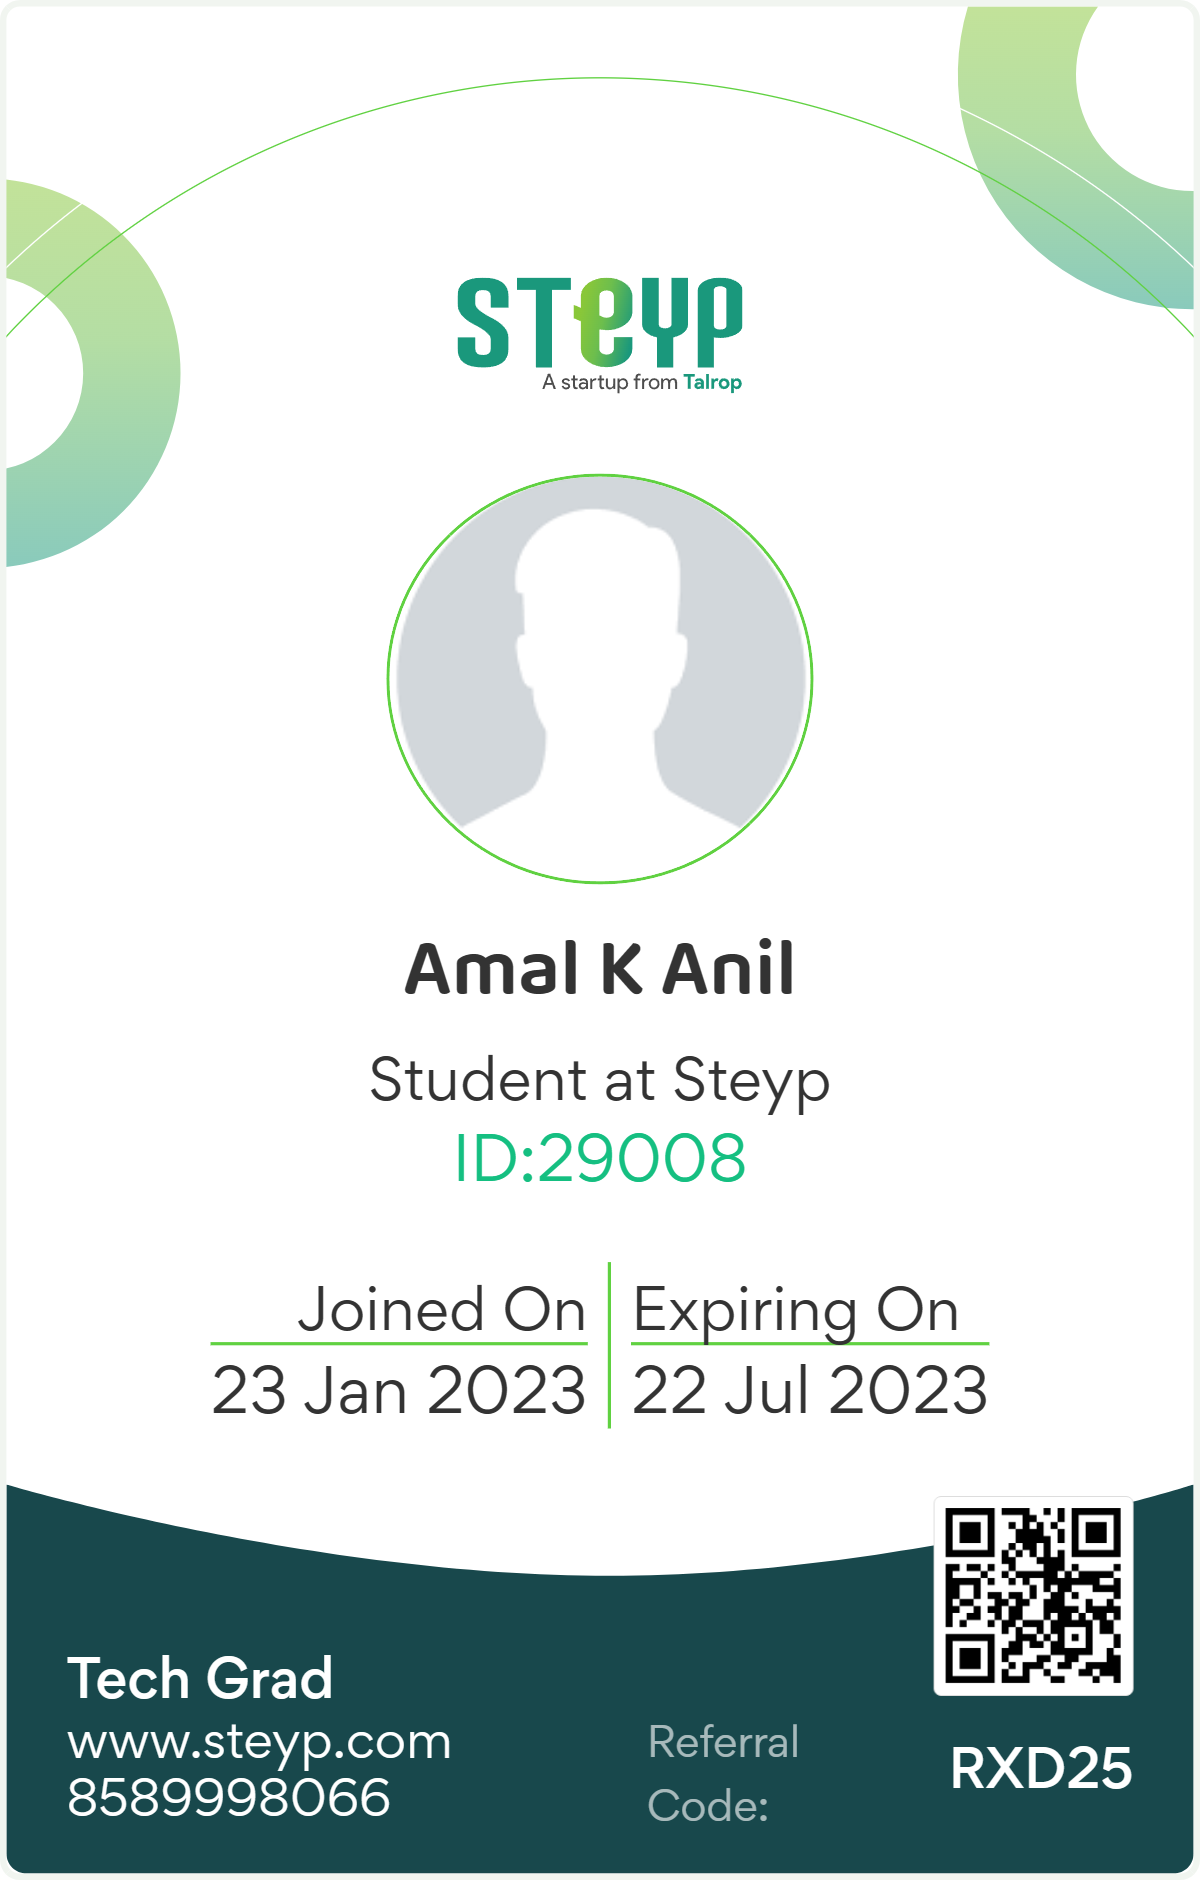 STeyp
A startup from Talrop
Amal K Anil
Student at Steyp
ID:29008
Joined On
23 Jan 2023
Expiring On
22 Jul 2023
Tech Grad
www.steyp.com
8589998066
Referral
Code:
RXD25